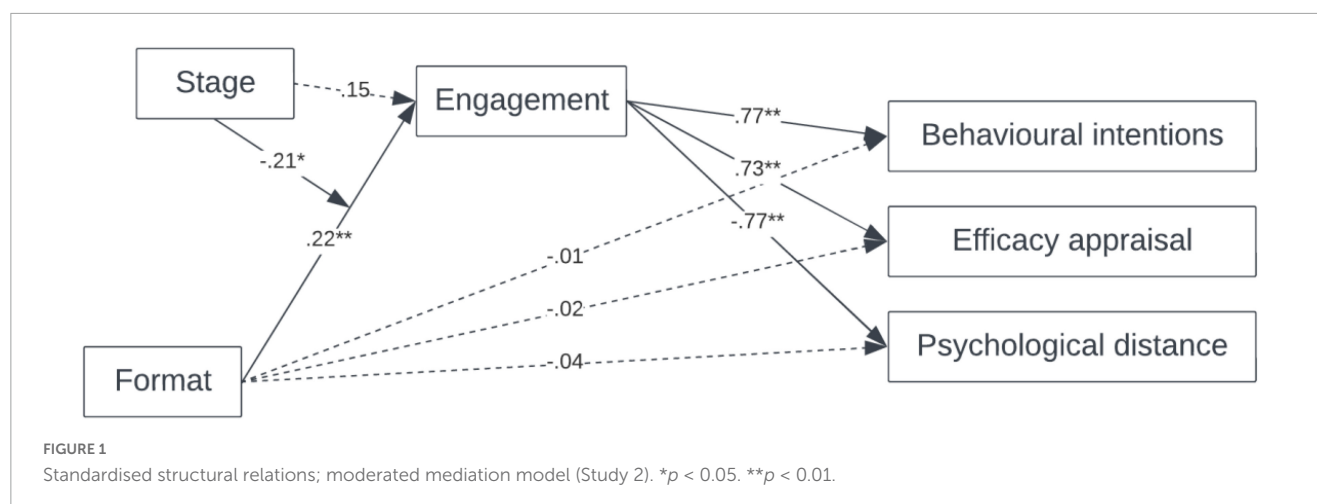 Stage
.15
Engagement
.77**
Behavioural intentions
-.21*
.73**
-.77**
.22**
Efficacy appraisal
-.01
-.02
Psychological distance
-.04
Format
FIGURE 1
Standardised structural relations; moderated mediation model (Study 2). *p < 0.05. **p < 0.01.